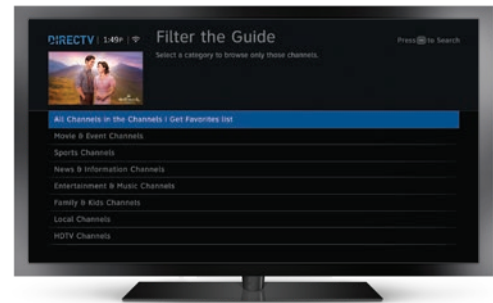 DIRECTV | 1:49P
Filter the Guide
Press to Search
Select a category to browse only those channels.
Hallmark
All Channels in the Channels I Get Favorites list
Movie & Event Channels
Sports Channels
News & Information Channels
Entertainment & Music Channels
Family & Kids Channels
Local Channels
HDTV Channels